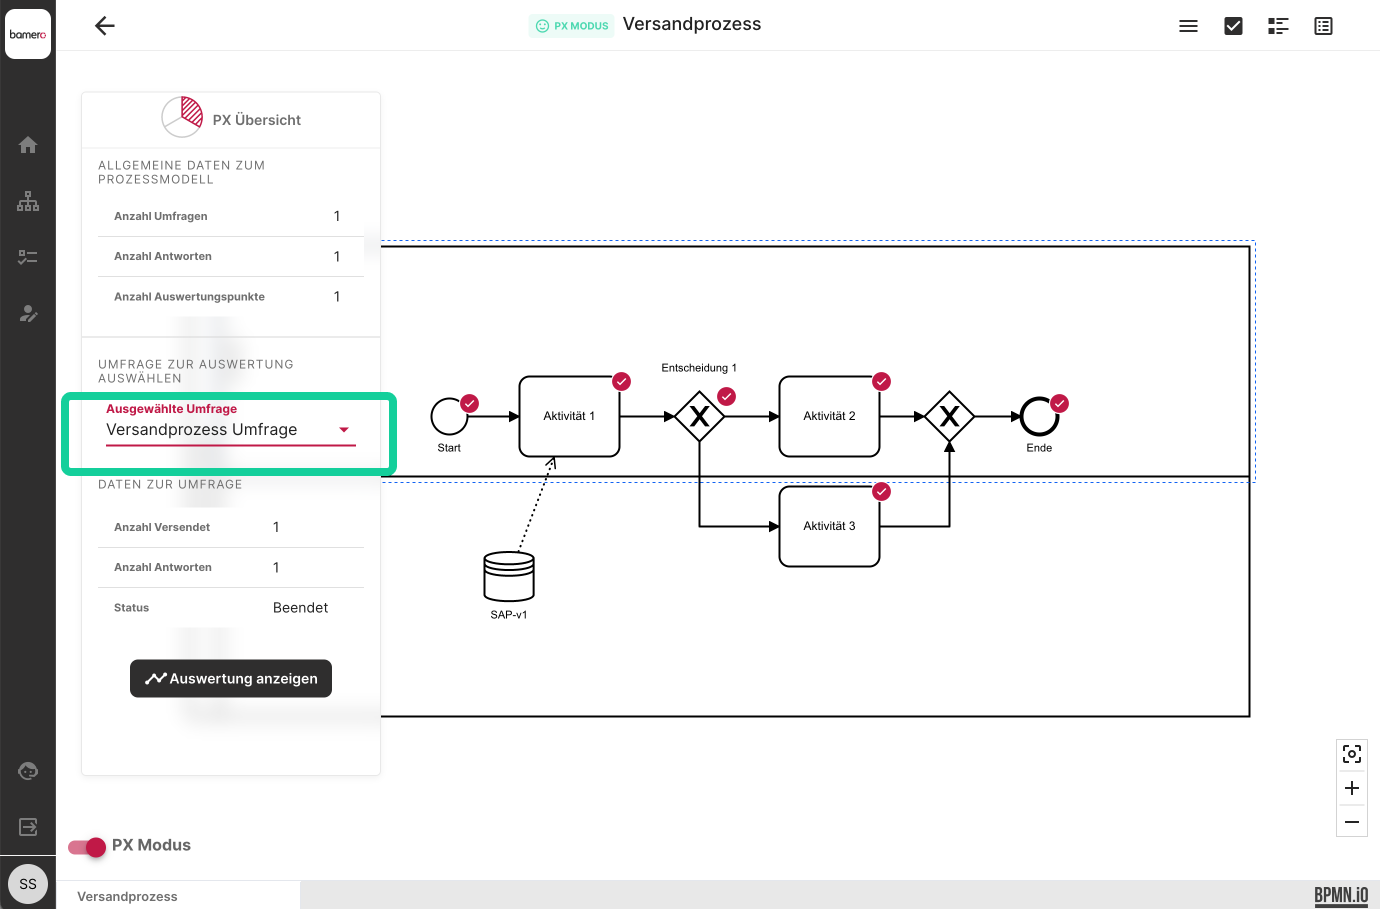 bamero
PX MODUS
Versandprozess
PX Übersicht
ALLGEMEINE DATEN ZUM
PROZESSMODELL
Anzahl Umfragen 1
Anzahl Antworten 1
Anzahl Auswertungspunkte 1
UMFRAGE ZUR AUSWERTUNG
AUSWÄHLEN
Ausgewählte Umfrage
Versandprozess Umfrage
DATEN ZUR UMFRAGE
Anzahl Versendet 1
Anzahl Antworten 1
Status Beendet
Auswertung anzeigen
Entscheidung 1
Start
Aktivität 1
Aktivität 2
Ende
Aktivität 3
SAP-v1
PX Modus
SS
Versandprozess
BPMN.iO